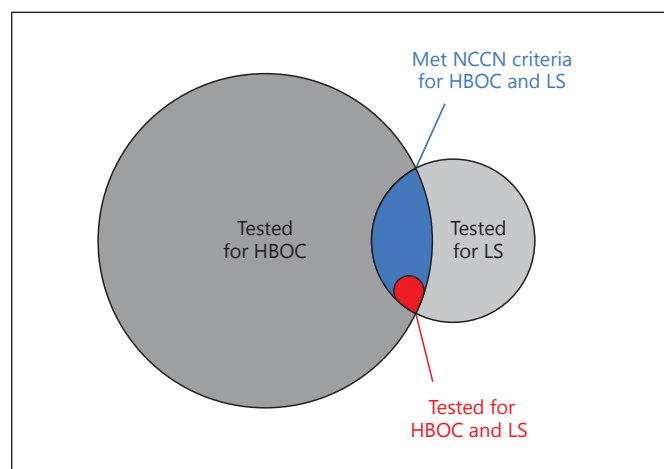 Met NCCN criteria
for HBOC and LS
Tested
for HBOC
Tested
for LS
Tested for
HBOC and LS